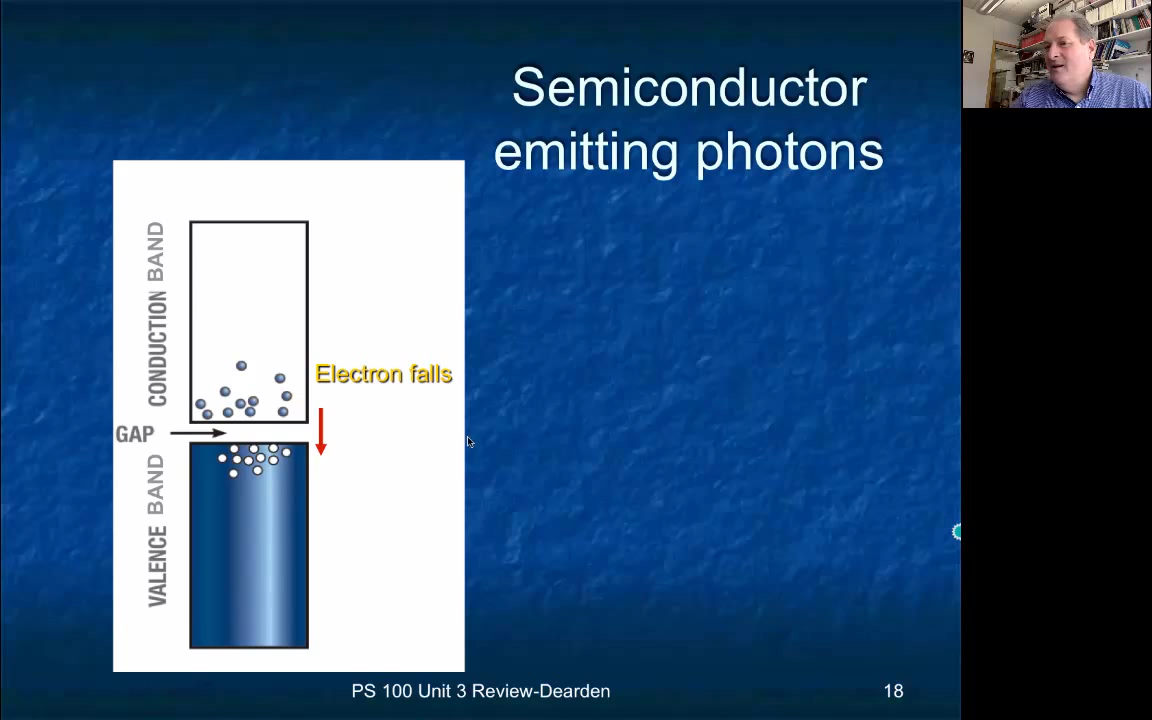 Semiconductor
emitting photons
CONDUCTION BAND
Electron falls
GAP
VALENCE BAND
PS 100 Unit 3 Review-Dearden
18